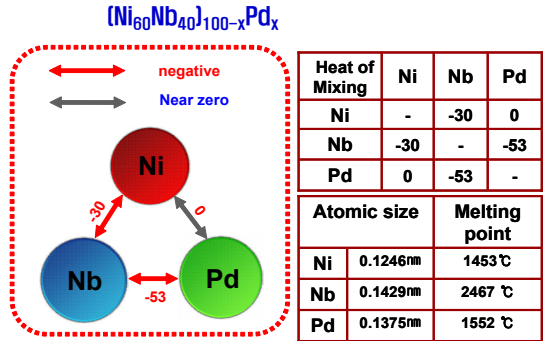 (Ni60Nb40)100-xPdx
negative
Near zero
Ni
-30
0
Nb
-53
Pd
Heat of Mixing Ni Nb Pd
Ni - -30 0
Nb -30 - -53
Pd 0 -53 -
Atomic size Melting point
Ni 0.1246㎚ 1453℃
Nb 0.1429㎚ 2467 ℃
Pd 0.1375㎚ 1552 ℃